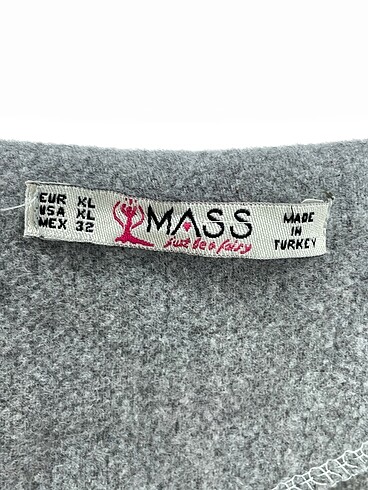 EUR XL
USA XL
MEX 32
MASS
just be a fairy
MADE
IN
TURKEY